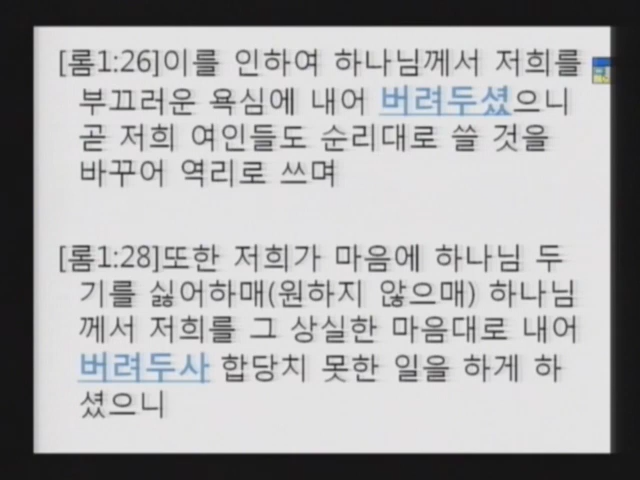 [롬1:26]이를 인하여 하나님께서 저희를
부끄러운 욕심에 내어 버려두셨으니
곧 저희 여인들도 순리대로 쓸 것을
바꾸어 역리로 쓰며
[롬1:28]또한 저희가 마음에 하나님 두
기를 싫어하매(원하지 않으매) 하나님
께서 저희를 그 상실한 마음대로 내어
버려두사 합당치 못한 일을 하게 하
셨으니